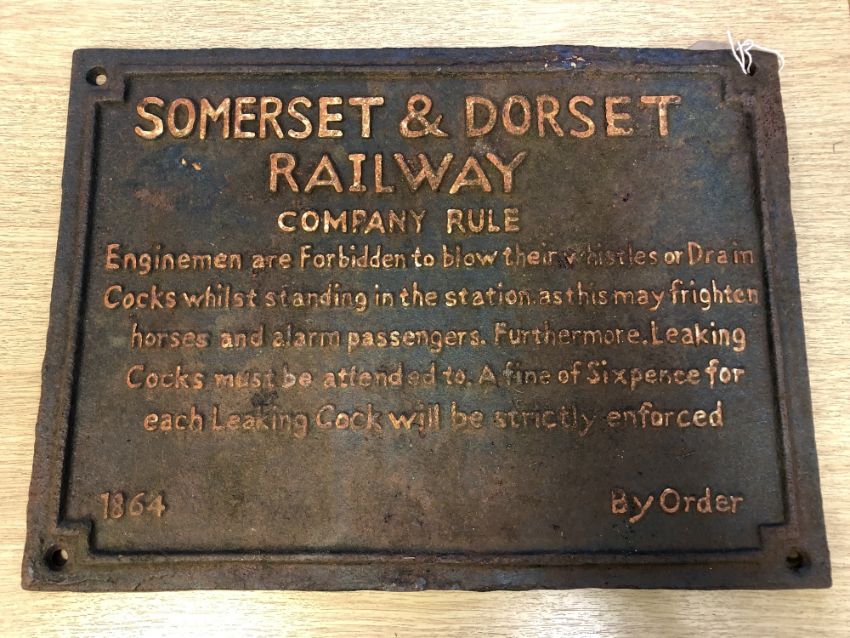 SOMERSET & DORSET
RAILWAY
COMPANY RULE
Enginemen are Forbidden to blow their whistles or Drain
Cocks whilst standing in the station. as this may frighten
horses and alarm passengers. Furthermore. Leaking
Cocks must be attended to. A fine of Sixpence for
each Leaking Cock will be strictly enforced
1864 By Order